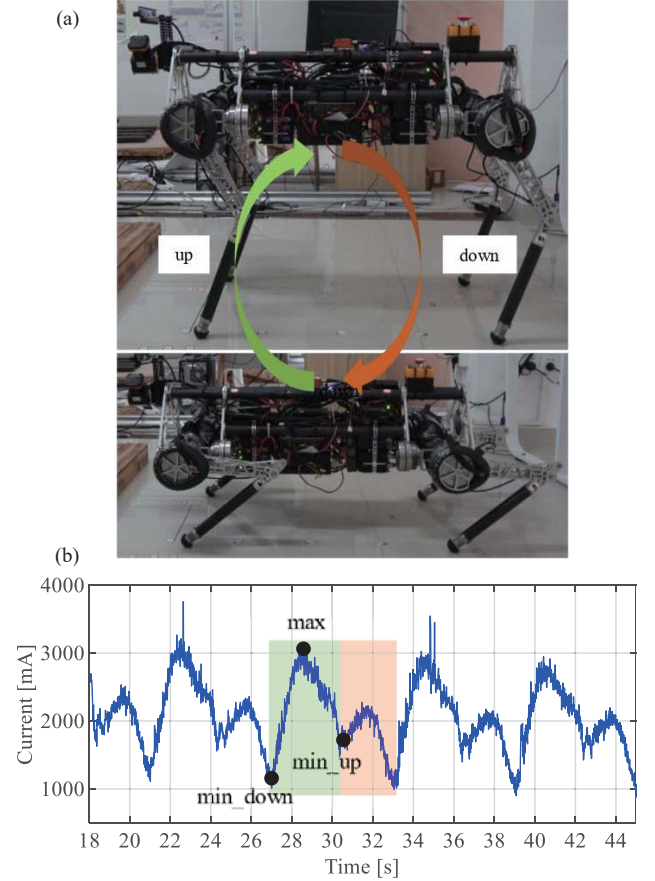 (a)
up
down
down
(b)
Current [mA]
4000
3000
2000
1000
max
min_up
min_down
18 20 22 24 26 28 30 32 34 36 38 40 42 44
Time [s]